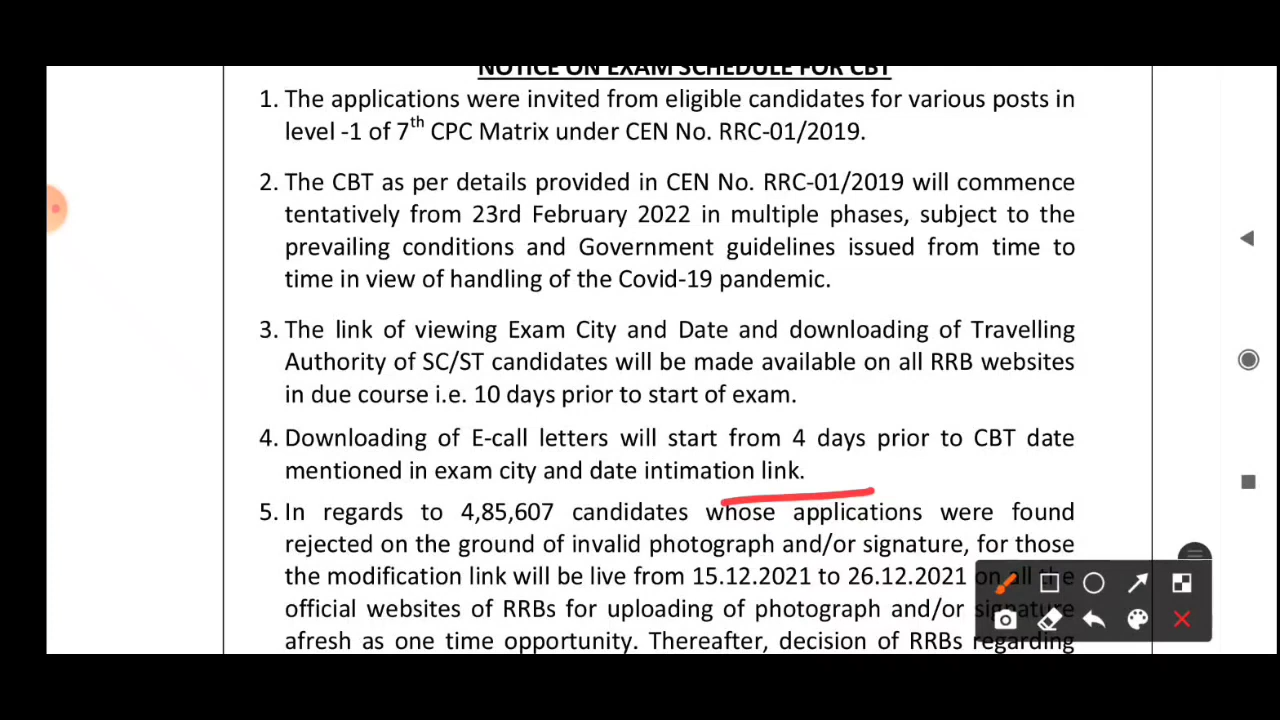 NOTICE ON EXAM SCHEDULE FOR CBT
1. The applications were invited from eligible candidates for various posts in
level -1 of 7th CPC Matrix under CEN No. RRC-01/2019.
2. The CBT as per details provided in CEN No. RRC-01/2019 will commence
tentatively from 23rd February 2022 in multiple phases, subject to the
prevailing conditions and Government guidelines issued from time to
time in view of handling of the Covid-19 pandemic.
3. The link of viewing Exam City and Date and downloading of Travelling
Authority of SC/ST candidates will be made available on all RRB websites
in due course i.e. 10 days prior to start of exam.
4. Downloading of E-call letters will start from 4 days prior to CBT date
mentioned in exam city and date intimation link.
5. In regards to 4,85,607 candidates whose applications were found
rejected on the ground of invalid photograph and/or signature, for those
the modification link will be live from 15.12.2021 to 26.12.2021 on all the
official websites of RRBs for uploading of photograph and/or signature
afresh as one time opportunity. Thereafter, decision of RRBs regarding